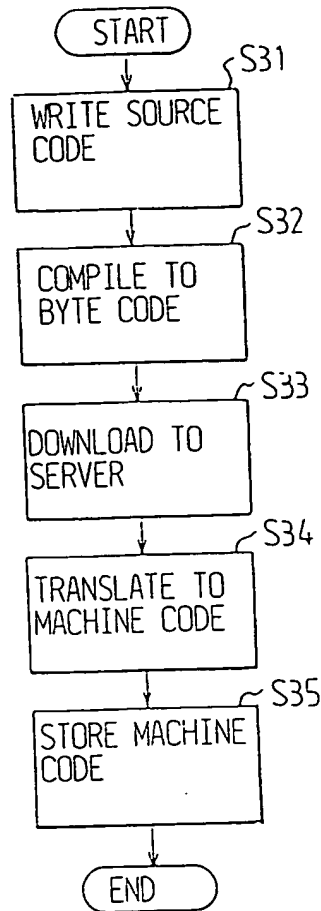 START
S31
WRITE SOURCE
CODE
S32
COMPILE TO
BYTE CODE
S33
DOWNLOAD TO
SERVER
S34
TRANSLATE TO
MACHINE CODE
S35
STORE MACHINE
CODE
END